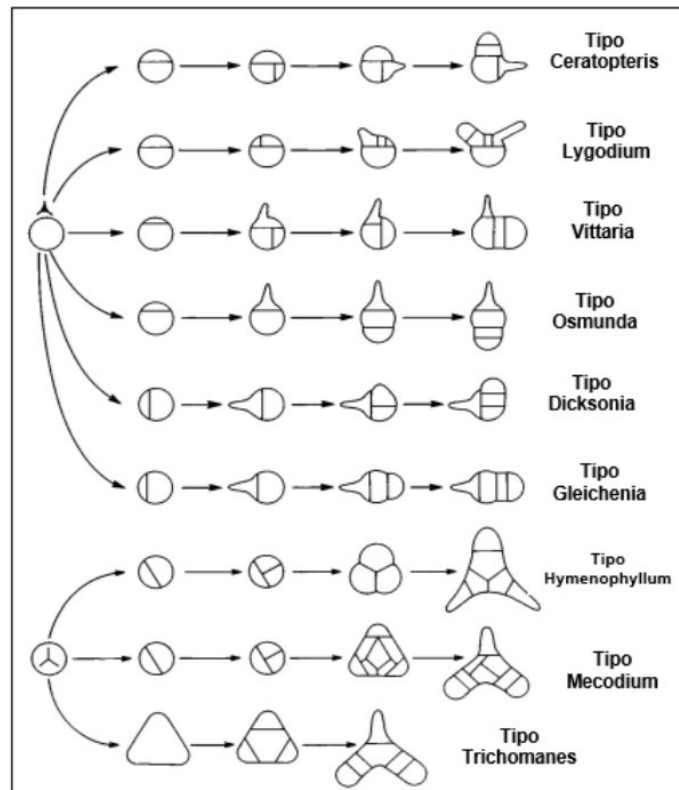 Tipo
Ceratopteris
Tipo
Lygodium
Tipo
Vittaria
Tipo
Osmunda
Tipo
Dicksonia
Tipo
Gleichenia
Tipo
Hymenophyllum
Tipo
Mecodium
Tipo
Trichomanes